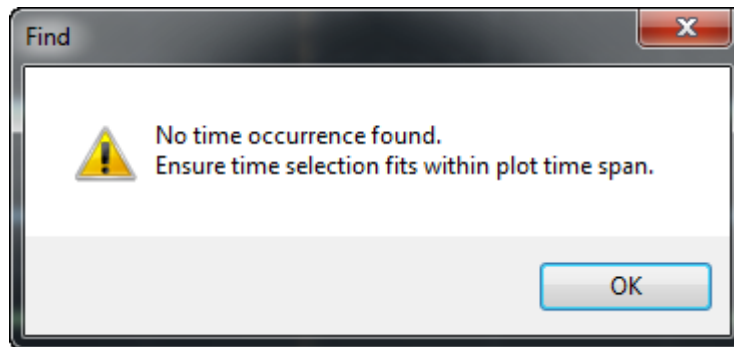 Find
No time occurrence found.
Ensure time selection fits within plot time span.
OK